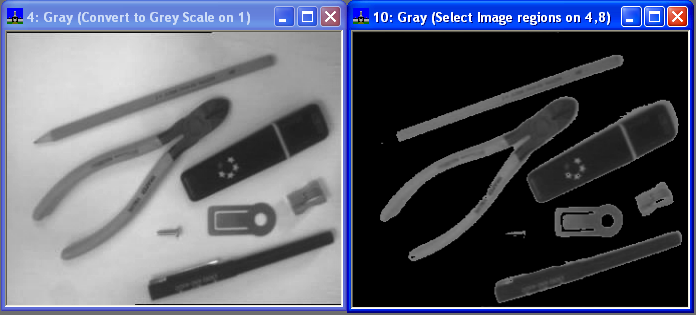 4: Gray (Convert to Grey Scale on 1)
10: Gray (Select Image regions on 4,8)